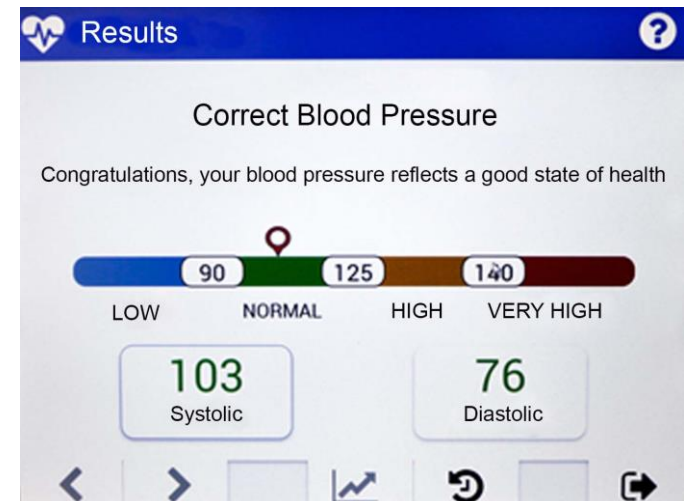 Results
?
Correct Blood Pressure
Congratulations, your blood pressure reflects a good state of health
90 125 140
LOW NORMAL HIGH VERY HIGH
103 76
Systolic Diastolic